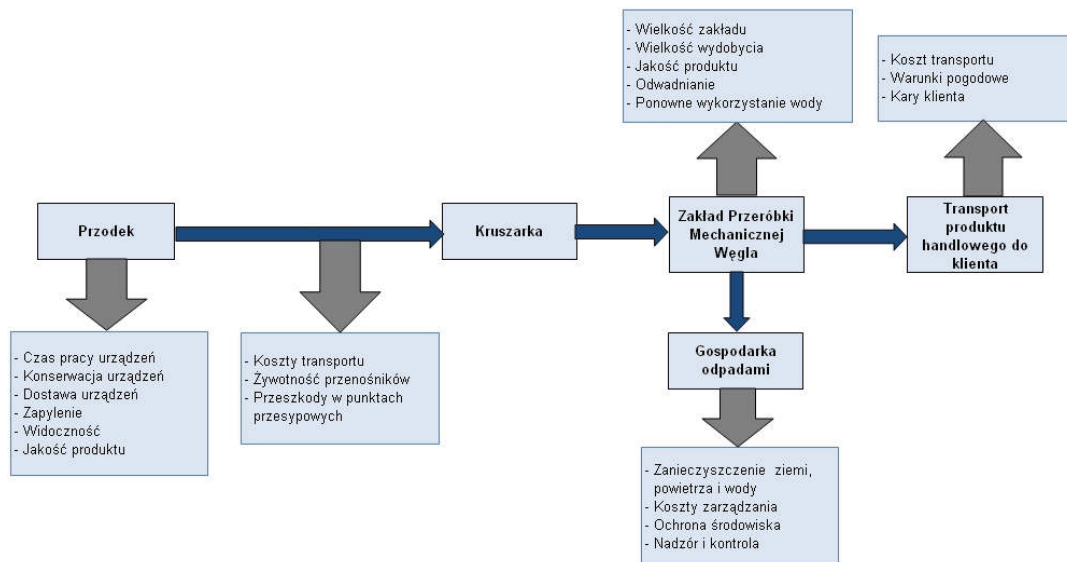 - Wielkość zakładu
- Wielkość wydobycia
- Jakość produktu
- Odwadnianie
- Ponowne wykorzystanie wody
- Koszt transportu
- Warunki pogodowe
- Kary klienta
Przodek
Kruszarka
Zakład Przeróbki
Mechanicznej
Węgla
Transport
produktu
handlowego do
klienta
- Czas pracy urządzeń
- Konserwacja urządzeń
- Dostawa urządzeń
- Zapylenie
- Widoczność
- Jakość produktu
- Koszty transportu
- Żywotność przenośników
- Przeszkody w punktach
przesypowych
Gospodarka
odpadami
- Zanieczyszczenie ziemi,
powietrza i wody
- Koszty zarządzania
- Ochrona środowiska
- Nadzór i kontrola